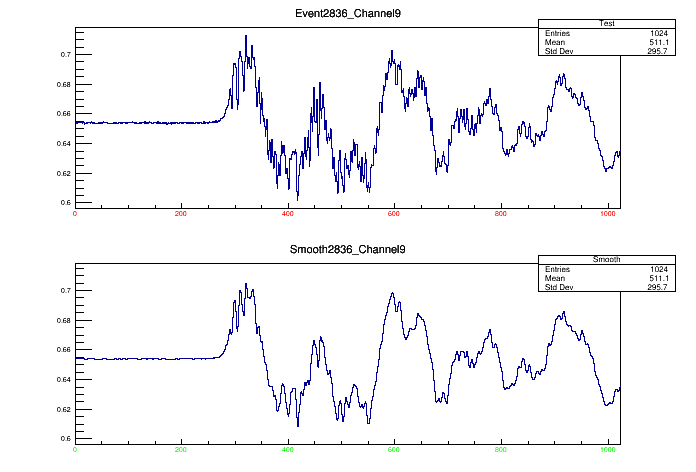 Event2836_Channel9
Test
Entries 1024
Mean 511.1
Std Dev 295.7
0.7
0.68
0.66
0.64
0.62
0.6
0 200 400 600 800 1000
Smooth2836_Channel9
Smooth
Entries 1024
Mean 511.1
Std Dev 295.7
0.7
0.68
0.66
0.64
0.62
0.6
0 200 400 600 800 1000